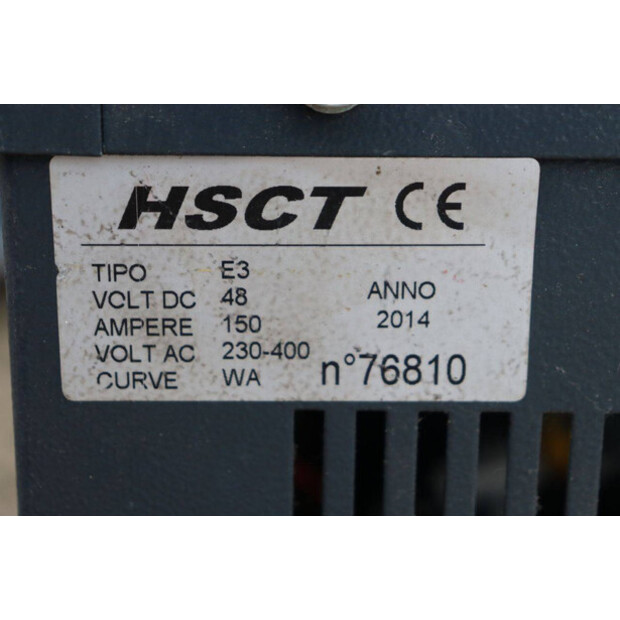 HSCT CE
TIPO E3
VOLT DC 48
AMPERE 150
VOLT AC 230-400
CURVE WA
ANNO
2014
n°76810